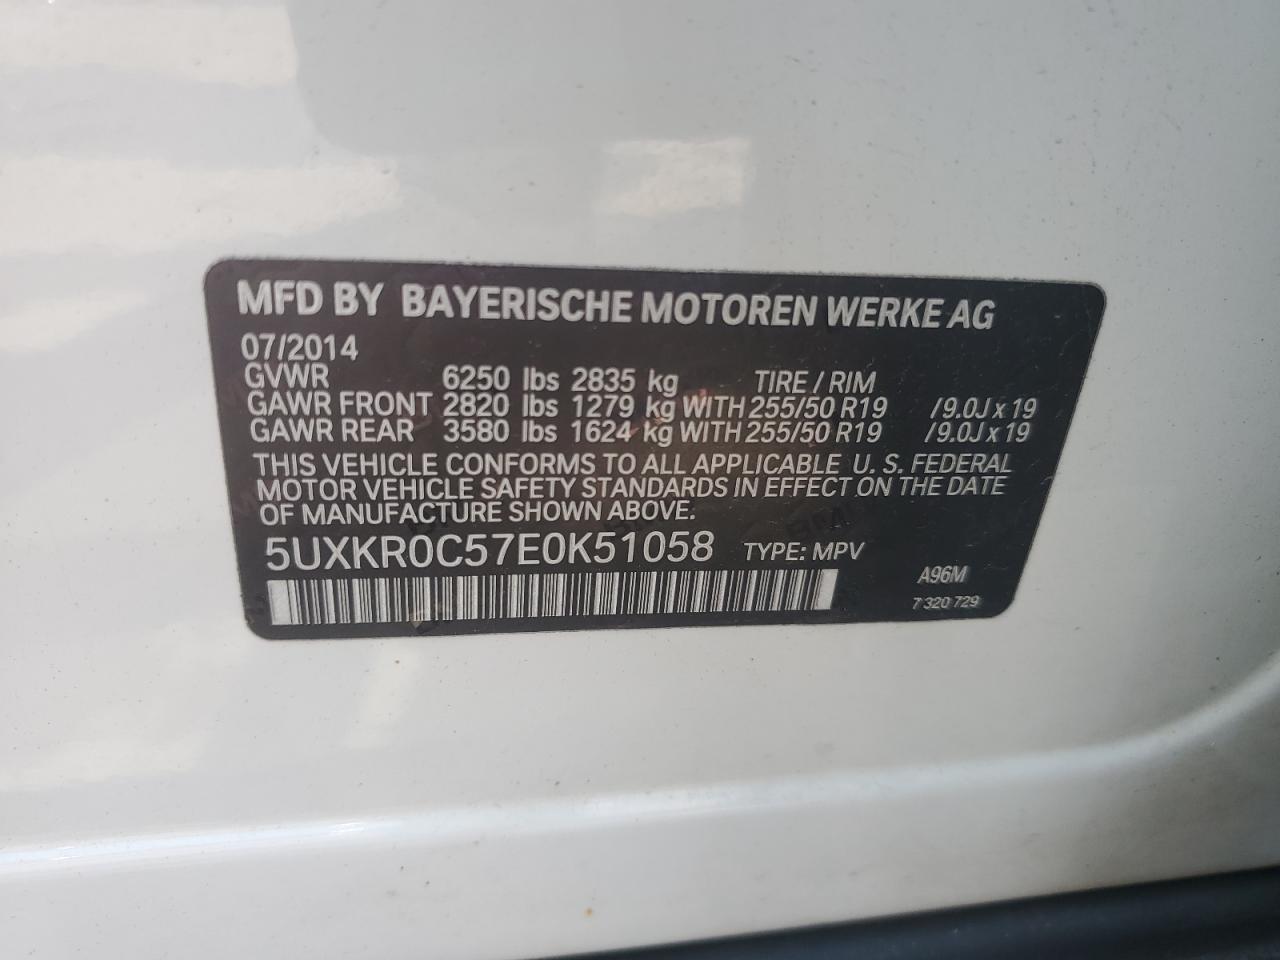 MFD BY BAYERISCHE MOTOREN WERKE AG
07/2014
GVWR 6250 lbs 2835 kg TIRE / RIM
GAWR FRONT 2820 lbs 1279 kg WITH 255/50 R19 /9.0J x 19
GAWR REAR 3580 lbs 1624 kg WITH 255/50 R19 /9.0J x 19
THIS VEHICLE CONFORMS TO ALL APPLICABLE U. S. FEDERAL
MOTOR VEHICLE SAFETY STANDARDS IN EFFECT ON THE DATE
OF MANUFACTURE SHOWN ABOVE.
5UXKR0C57E0K51058 TYPE: MPV
A96M
7 320 729